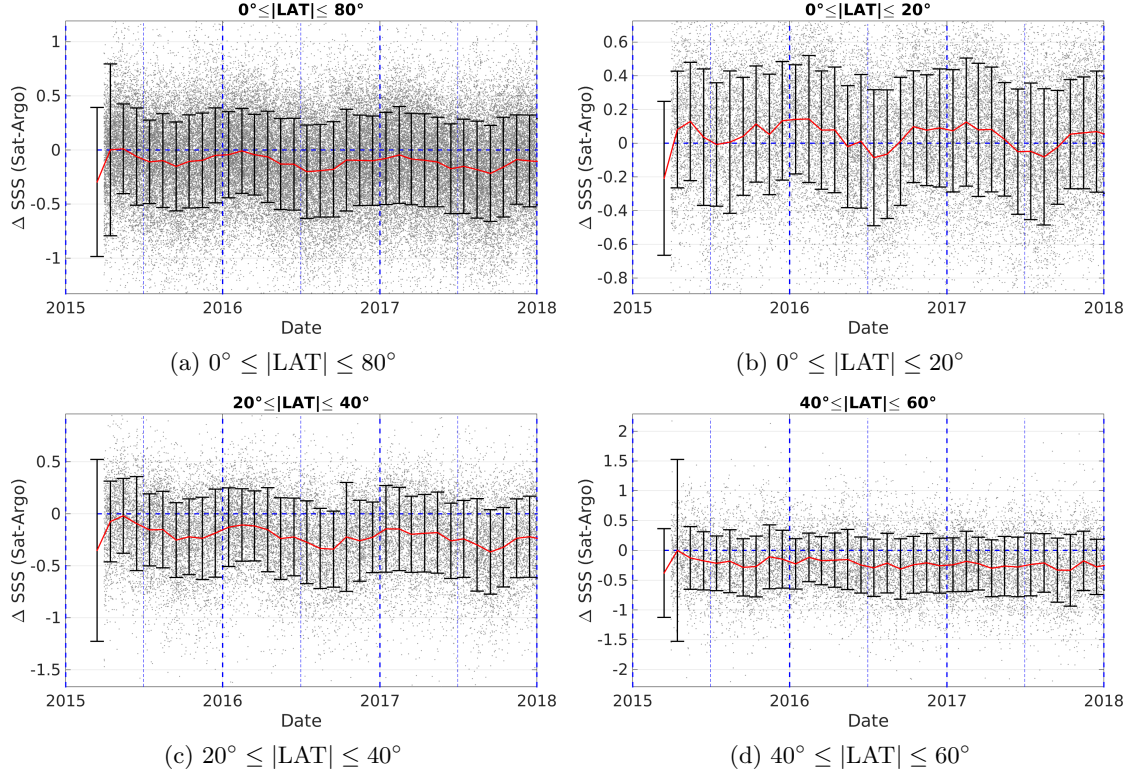 0°≤|LAT|≤ 80°
Δ SSS (Sat-Argo)
1
0.5
0
-0.5
-1
2015 2016 2017 2018
Date
(a) 0° ≤ |LAT| ≤ 80°
0°≤|LAT|≤ 20°
Δ SSS (Sat-Argo)
0.6
0.4
0.2
0
-0.2
-0.4
-0.6
-0.8
2015 2016 2017 2018
Date
(b) 0° ≤ |LAT| ≤ 20°
20°≤|LAT|≤ 40°
Δ SSS (Sat-Argo)
0.5
0
-0.5
-1
-1.5
2015 2016 2017 2018
Date
(c) 20° ≤ |LAT| ≤ 40°
40°≤|LAT|≤ 60°
Δ SSS (Sat-Argo)
2
1.5
1
0.5
0
-0.5
-1
-1.5
-2
2015 2016 2017 2018
Date
(d) 40° ≤ |LAT| ≤ 60°